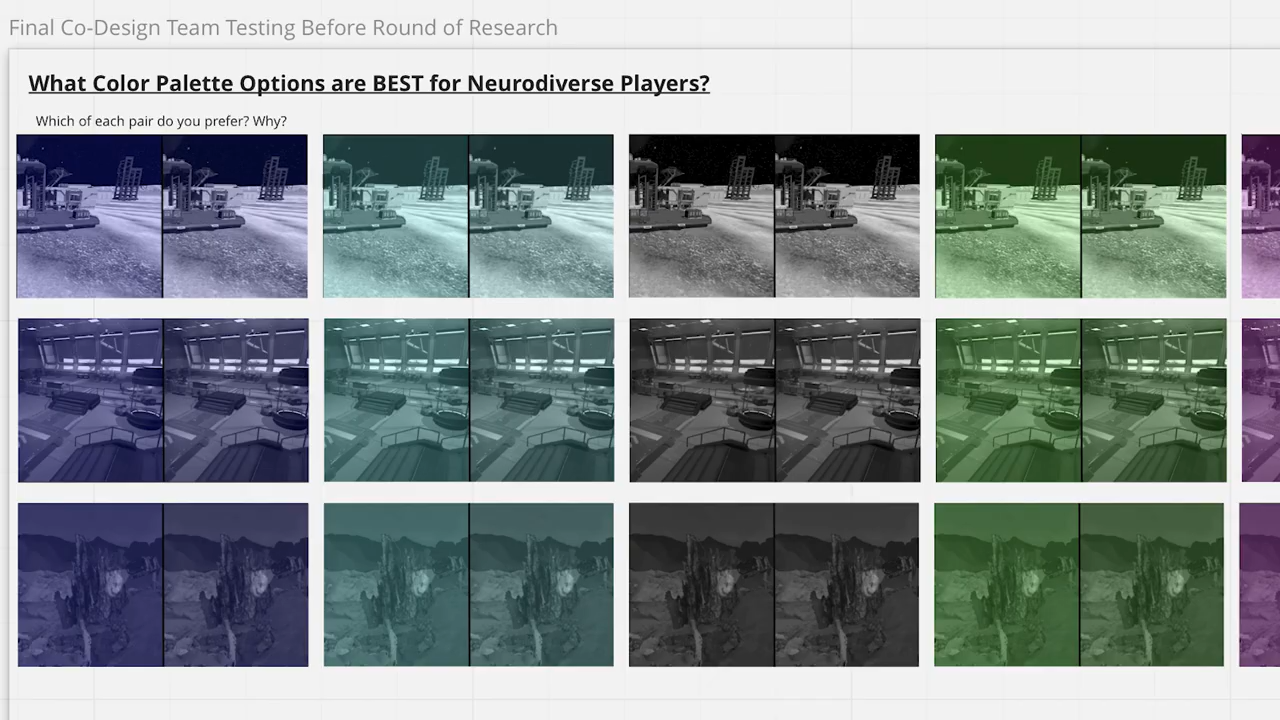 Final Co-Design Team Testing Before Round of Research
What Color Palette Options are BEST for Neurodiverse Players?
Which of each pair do you prefer? Why?